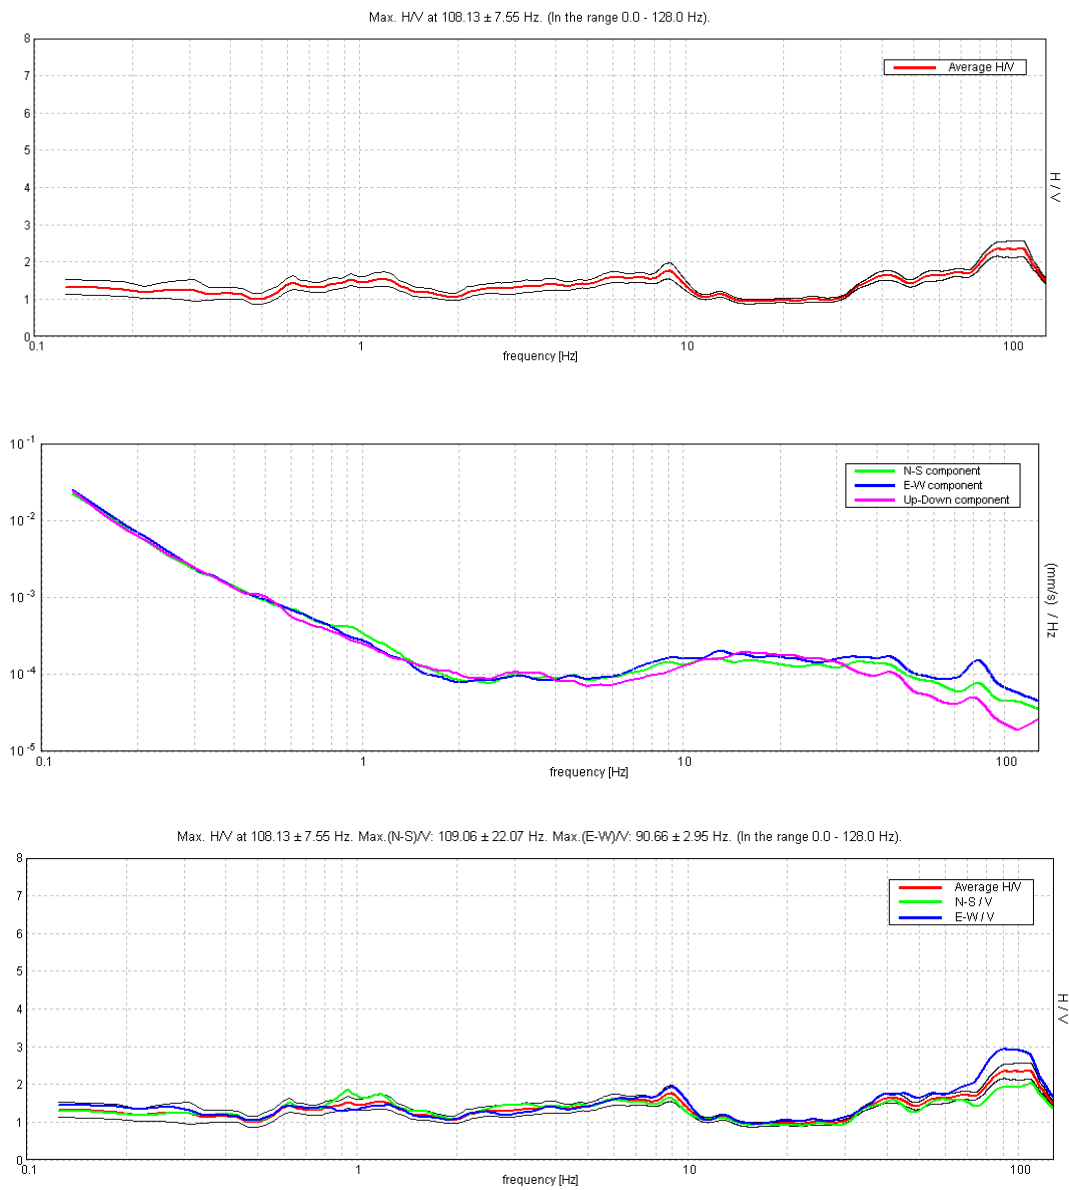 Max. H/V at 108.13 ± 7.55 Hz. (In the range 0.0 - 128.0 Hz).
8
7
6
5
4
3
2
1
0
Average H/V
H / V
0.1
1
10
100
frequency [Hz]
10 -1
10 -2
10 -3
10 -4
10 -5
N-S component
E-W component
Up-Down component
(mm/s) / Hz
0.1
1
10
100
frequency [Hz]
Max. H/V at 108.13 ± 7.55 Hz. Max.(N-S)/V: 109.06 ± 22.07 Hz. Max.(E-W)/V: 90.66 ± 2.95 Hz. (In the range 0.0 - 128.0 Hz).
8
7
6
5
4
3
2
1
0
Average H/V
N-S / V
E-W / V
H / V
0.1
1
10
100
frequency [Hz]